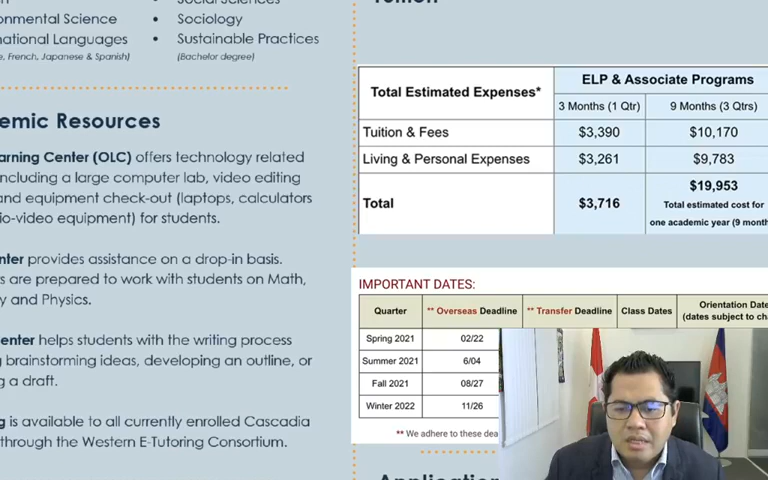 Social Sciences
onmental Science
• Sociology
national Languages
• Sustainable Practices
e, French, Japanese & Spanish)
(Bachelor degree)
emic Resources
arning Center (OLC) offers technology related
including a large computer lab, video editing
and equipment check-out (laptops, calculators
io-video equipment) for students.
nter provides assistance on a drop-in basis.
rs are prepared to work with students on Math,
y and Physics.
enter helps students with the writing process
g brainstorming ideas, developing an outline, or
g a draft.
g is available to all currently enrolled Cascadia
through the Western E-Tutoring Consortium.
Tuition
Total Estimated Expenses*
ELP & Associate Programs
3 Months (1 Qtr)
9 Months (3 Qtrs)
Tuition & Fees $3,390 $10,170
Living & Personal Expenses $3,261 $9,783
Total $3,716 $19,953
Total estimated cost for
one academic year (9 month
IMPORTANT DATES:
Quarter ** Overseas Deadline ** Transfer Deadline Class Dates Orientation Date
(dates subject to cha
Spring 2021 02/22
Summer 2021 6/04
Fall 2021 08/27
Winter 2022 11/26
** We adhere to these dea
Application